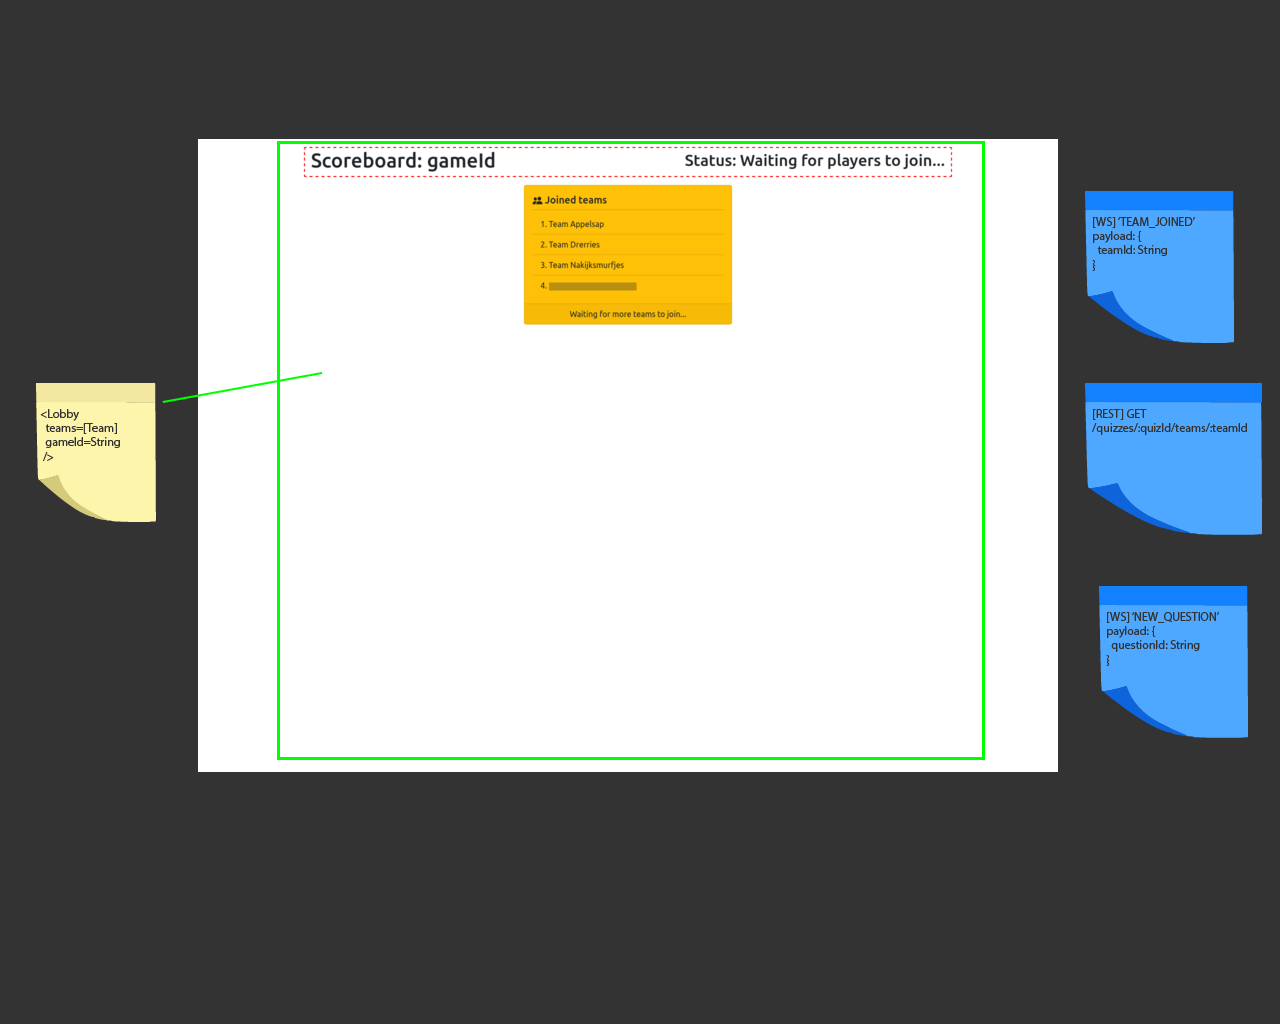 Scoreboard: gameId
Status: Waiting for players to join...
Joined teams
1. Team Appelsap
2. Team Drerries
3. Team Nakijksmurfjes
4.
Waiting for more teams to join...
<Lobby
teams=[Team]
gameId=String
/>
[WS] ‘TEAM_JOINED’
payload: {
teamId: String
}
[REST] GET
/quizzes/:quizId/teams/:teamId
[WS] ‘NEW_QUESTION’
payload: {
questionId: String
}